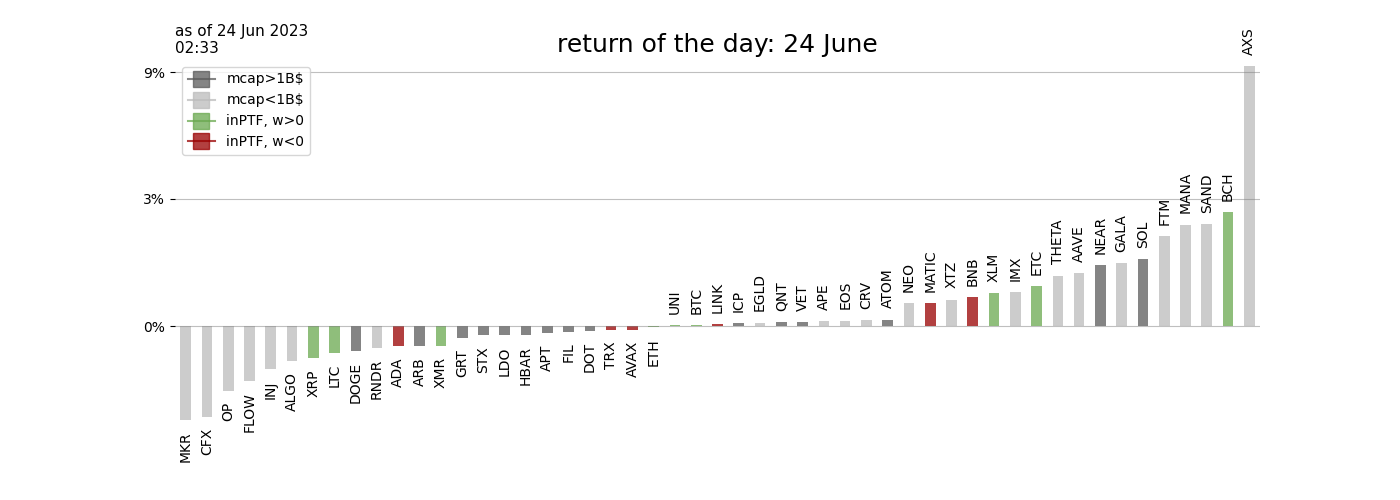 as of 24 Jun 2023
02:33
return of the day: 24 June
9%
3%
0%
mcap>1B$
mcap<1B$
inPTF, w>0
inPTF, w<0
MKR
CFX
OP
FLOW
INJ
ALGO
XRP
LTC
DOGE
RNDR
ADA
ARB
XMR
GRT
STX
LDO
HBAR
APT
FIL
DOT
TRX
AVAX
ETH
UNI
BTC
LINK
ICP
EGLD
QNT
VET
APE
EOS
CRV
ATOM
NEO
MATIC
XTZ
BNB
XLM
IMX
ETC
THETA
AAVE
NEAR
GALA
SOL
FTM
MANA
SAND
BCH
AXS